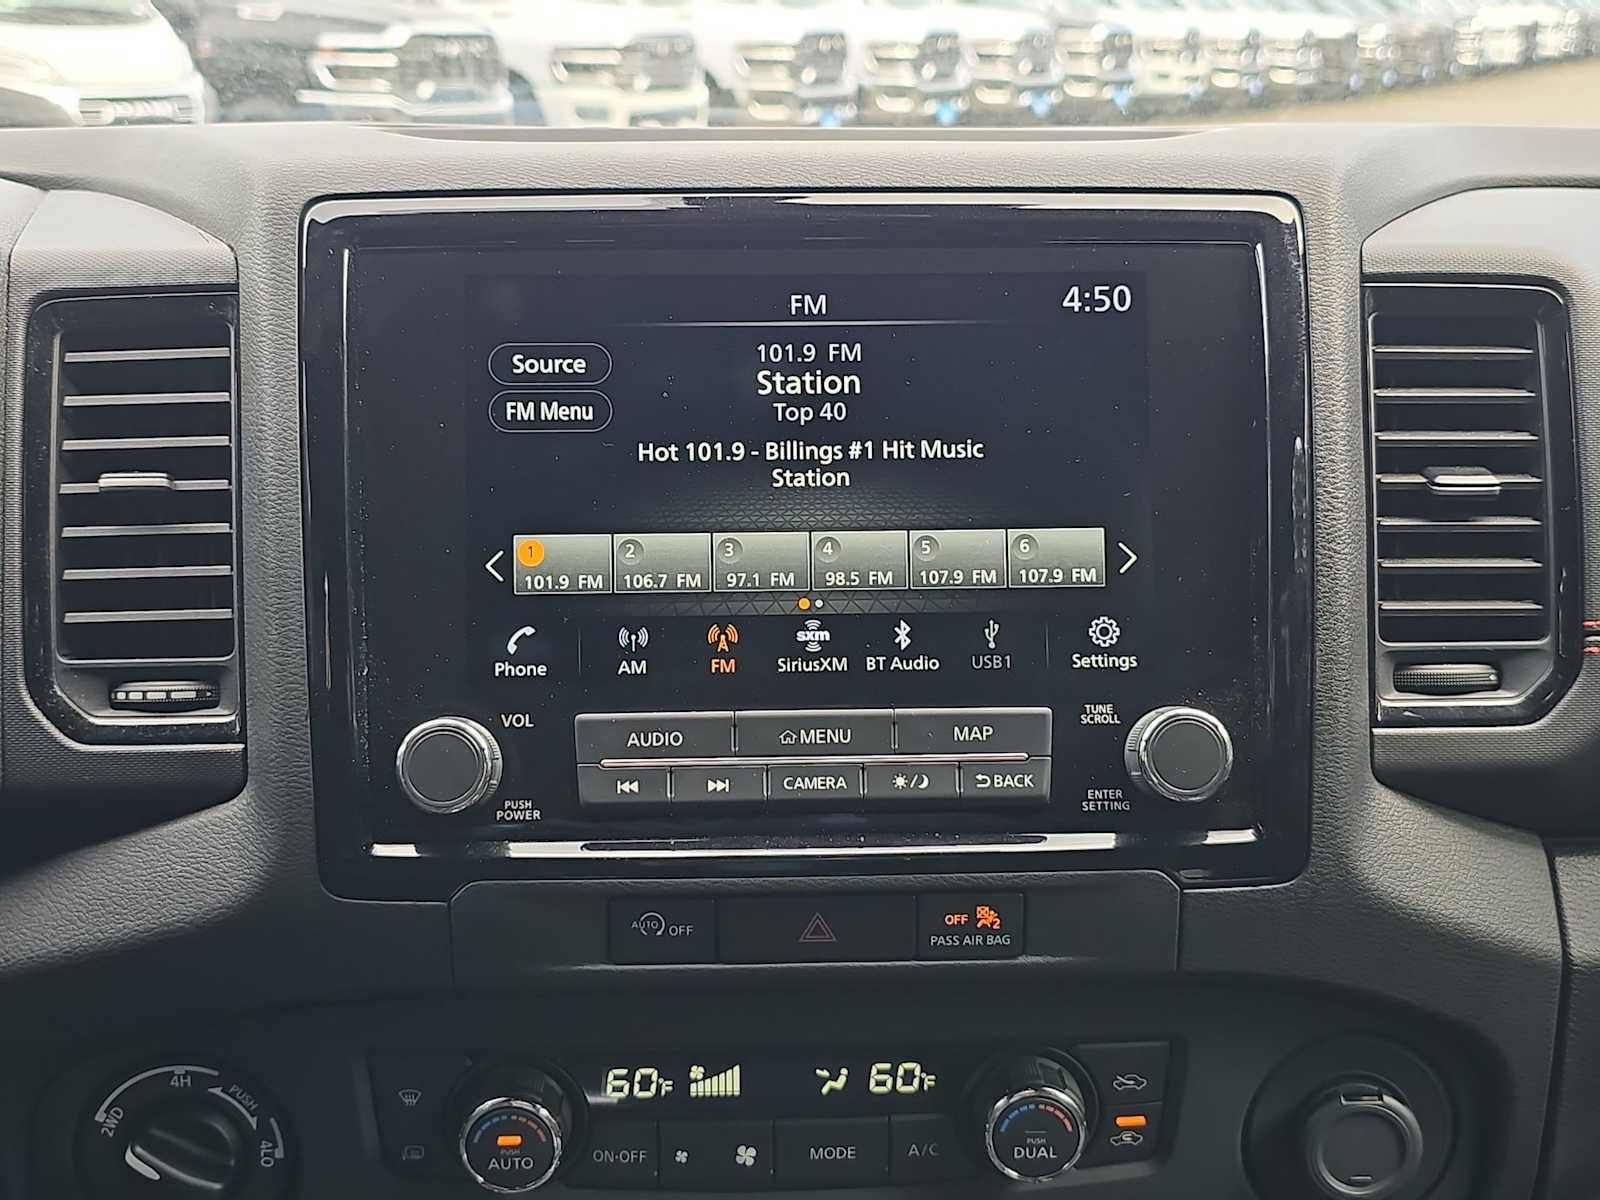 FM
4:50
Source
FM Menu
101.9 FM
Station
Top 40
Hot 101.9 - Billings #1 Hit Music
Station
1
2
3
4
5
6
101.9 FM
106.7 FM
97.1 FM
98.5 FM
107.9 FM
107.9 FM
Phone
AM
FM
sxm
SiriusXM
BT Audio
USB1
Settings
VOL
PUSH
POWER
AUDIO
MENU
MAP
CAMERA
BACK
TUNE
SCROLL
ENTER
SETTING
AUTO
OFF
OFF
2
PASS AIR BAG
2WD
4H
PUSH
4LO
60°F
60°F
PUSH
AUTO
ON·OFF
MODE
A/C
PUSH
DUAL